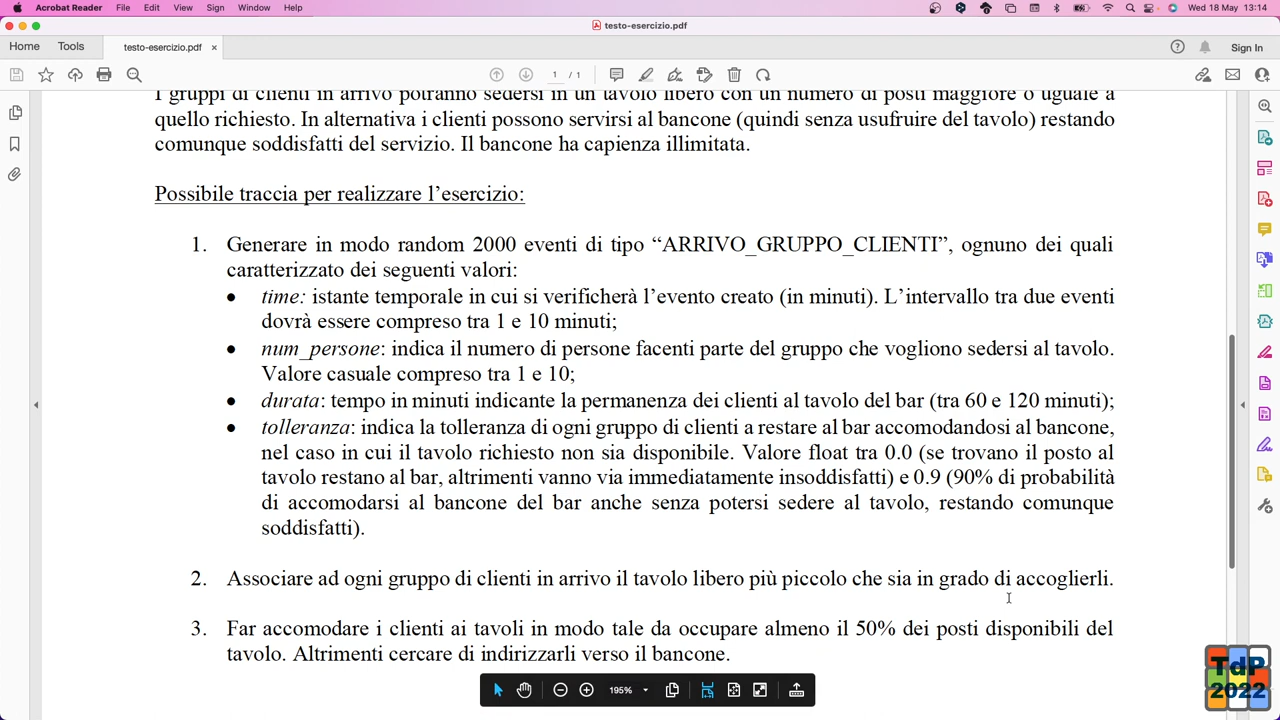 Acrobat Reader File Edit View Sign Window Help Wed 18 May 13:14
testo-esercizio.pdf
Home Tools testo-esercizio.pdf × Sign In
1 / 1
I gruppi di clienti in arrivo potranno sedersi in un tavolo libero con un numero di posti maggiore o uguale a
quello richiesto. In alternativa i clienti possono servirsi al bancone (quindi senza usufruire del tavolo) restando
comunque soddisfatti del servizio. Il bancone ha capienza illimitata.
Possibile traccia per realizzare l’esercizio:
1. Generare in modo random 2000 eventi di tipo “ARRIVO_GRUPPO_CLIENTI”, ognuno dei quali
caratterizzato dei seguenti valori:
• time: istante temporale in cui si verificherà l’evento creato (in minuti). L’intervallo tra due eventi
dovrà essere compreso tra 1 e 10 minuti;
• num_persone: indica il numero di persone facenti parte del gruppo che vogliono sedersi al tavolo.
Valore casuale compreso tra 1 e 10;
• durata: tempo in minuti indicante la permanenza dei clienti al tavolo del bar (tra 60 e 120 minuti);
• tolleranza: indica la tolleranza di ogni gruppo di clienti a restare al bar accomodandosi al bancone,
nel caso in cui il tavolo richiesto non sia disponibile. Valore float tra 0.0 (se trovano il posto al
tavolo restano al bar, altrimenti vanno via immediatamente insoddisfatti) e 0.9 (90% di probabilità
di accomodarsi al bancone del bar anche senza potersi sedere al tavolo, restando comunque
soddisfatti).
2. Associare ad ogni gruppo di clienti in arrivo il tavolo libero più piccolo che sia in grado di accoglierli.
3. Far accomodare i clienti ai tavoli in modo tale da occupare almeno il 50% dei posti disponibili del
tavolo. Altrimenti cercare di indirizzarli verso il bancone.
195%
TdP
2022